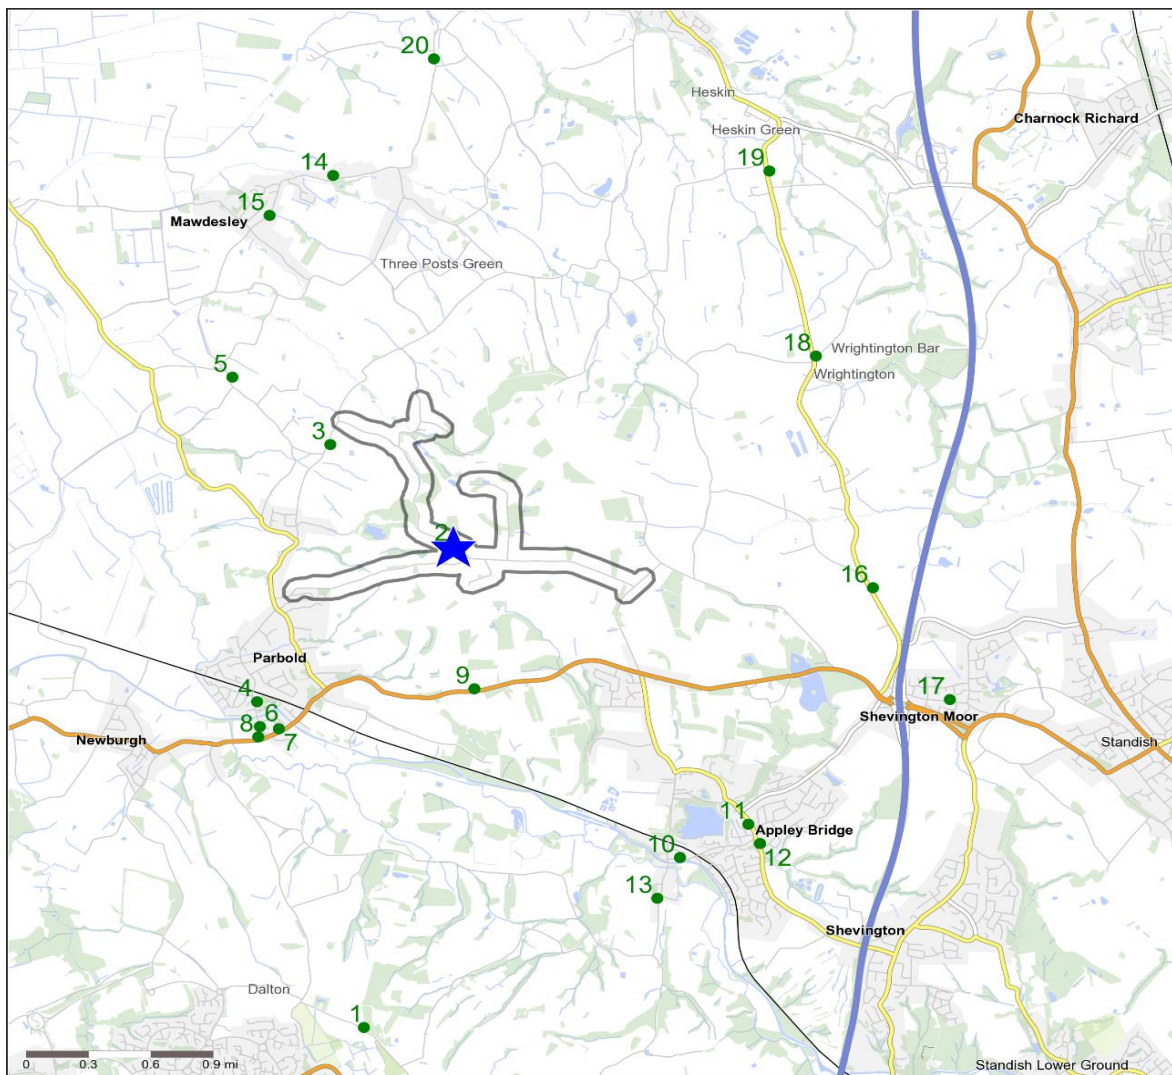 20
Heskin
Heskin Green
Charnock Richard
14
19
15
Mawdesley
Three Posts Green
18
Wrightington Bar
Wrightington
5
3
2
16
Parbold
9
4
17
6
8
7
Shevington Moor
Newburgh
Standish
11
Appley Bridge
10
12
13
Shevington
Dalton
1
0 0.3 0.6 0.9 mi
Standish Lower Ground